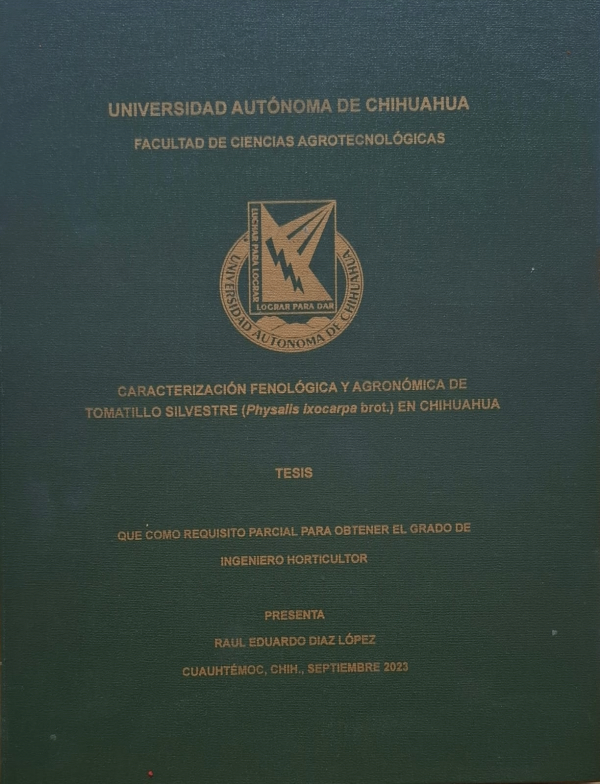 UNIVERSIDAD AUTÓNOMA DE CHIHUAHUA
FACULTAD DE CIENCIAS AGROTECNOLÓGICAS
LUCHAR PARA LOGRAR
LOGRAR PARA DAR
UNIVERSIDAD AUTONOMA DE CHIHUAHUA
CARACTERIZACIÓN FENOLÓGICA Y AGRONÓMICA DE
TOMATILLO SILVESTRE (Physalis ixocarpa brot.) EN CHIHUAHUA
TESIS
QUE COMO REQUISITO PARCIAL PARA OBTENER EL GRADO DE
INGENIERO HORTICULTOR
PRESENTA
RAUL EDUARDO DIAZ LÓPEZ
CUAUHTÉMOC, CHIH., SEPTIEMBRE 2023